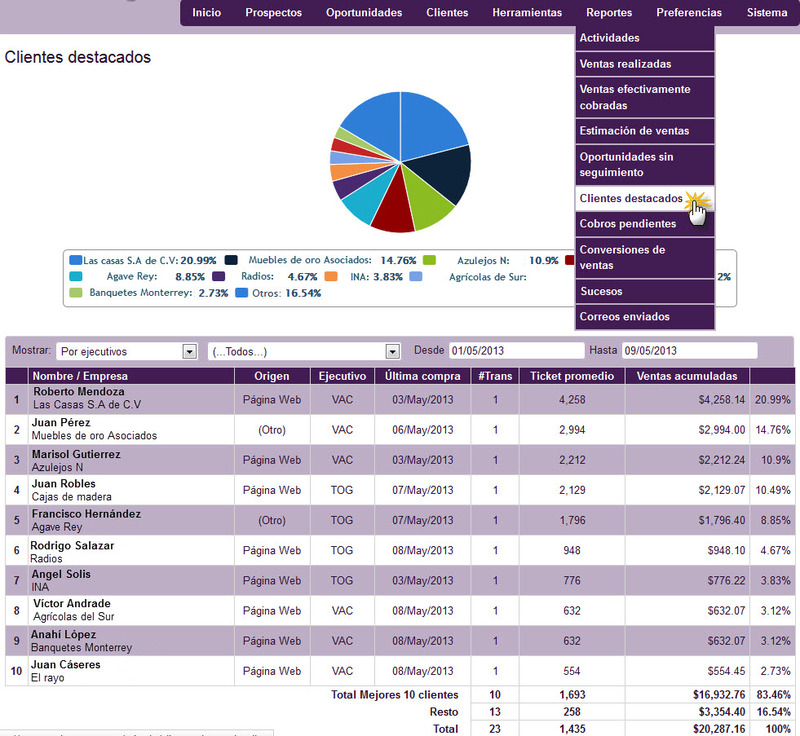 Inicio Prospectos Oportunidades Clientes Herramientas Reportes Preferencias Sistema
Actividades
Ventas realizadas
Ventas efectivamente
cobradas
Estimación de ventas
Oportunidades sin
seguimiento
Clientes destacados
Cobros pendientes
Conversiones de
ventas
Sucesos
Correos enviados
Clientes destacados
Las casas S.A de C.V: 20.99% Muebles de oro Asociados: 14.76% Azulejos N: 10.9%
Agave Rey: 8.85% Radios: 4.67% INA: 3.83% Agrícolas de Sur: 2%
Banquetes Monterrey: 2.73% Otros: 16.54%
Mostrar: Por ejecutivos (...Todos...) Desde 01/05/2013 Hasta 09/05/2013
Nombre / Empresa Origen Ejecutivo Última compra #Trans Ticket promedio Ventas acumuladas
1 Roberto Mendoza
Las Casas S.A de C.V Página Web VAC 03/May/2013 1 4,258 $4,258.14 20.99%
2 Juan Pérez
Muebles de oro Asociados (Otro) VAC 06/May/2013 1 2,994 $2,994.00 14.76%
3 Marisol Gutierrez
Azulejos N Página Web VAC 03/May/2013 1 2,212 $2,212.24 10.9%
4 Juan Robles
Cajas de madera Página Web TOG 07/May/2013 1 2,129 $2,129.07 10.49%
5 Francisco Hernández
Agave Rey (Otro) TOG 07/May/2013 1 1,796 $1,796.40 8.85%
6 Rodrigo Salazar
Radios Página Web TOG 08/May/2013 1 948 $948.10 4.67%
7 Angel Solis
INA Página Web TOG 03/May/2013 1 776 $776.22 3.83%
8 Víctor Andrade
Agrícolas del Sur Página Web VAC 08/May/2013 1 632 $632.07 3.12%
9 Anahí López
Banquetes Monterrey Página Web VAC 08/May/2013 1 632 $632.07 3.12%
10 Juan Cáseres
El rayo Página Web VAC 08/May/2013 1 554 $554.45 2.73%
Total Mejores 10 clientes 10 1,693 $16,932.76 83.46%
Resto 13 258 $3,354.40 16.54%
Total 23 1,435 $20,287.16 100%